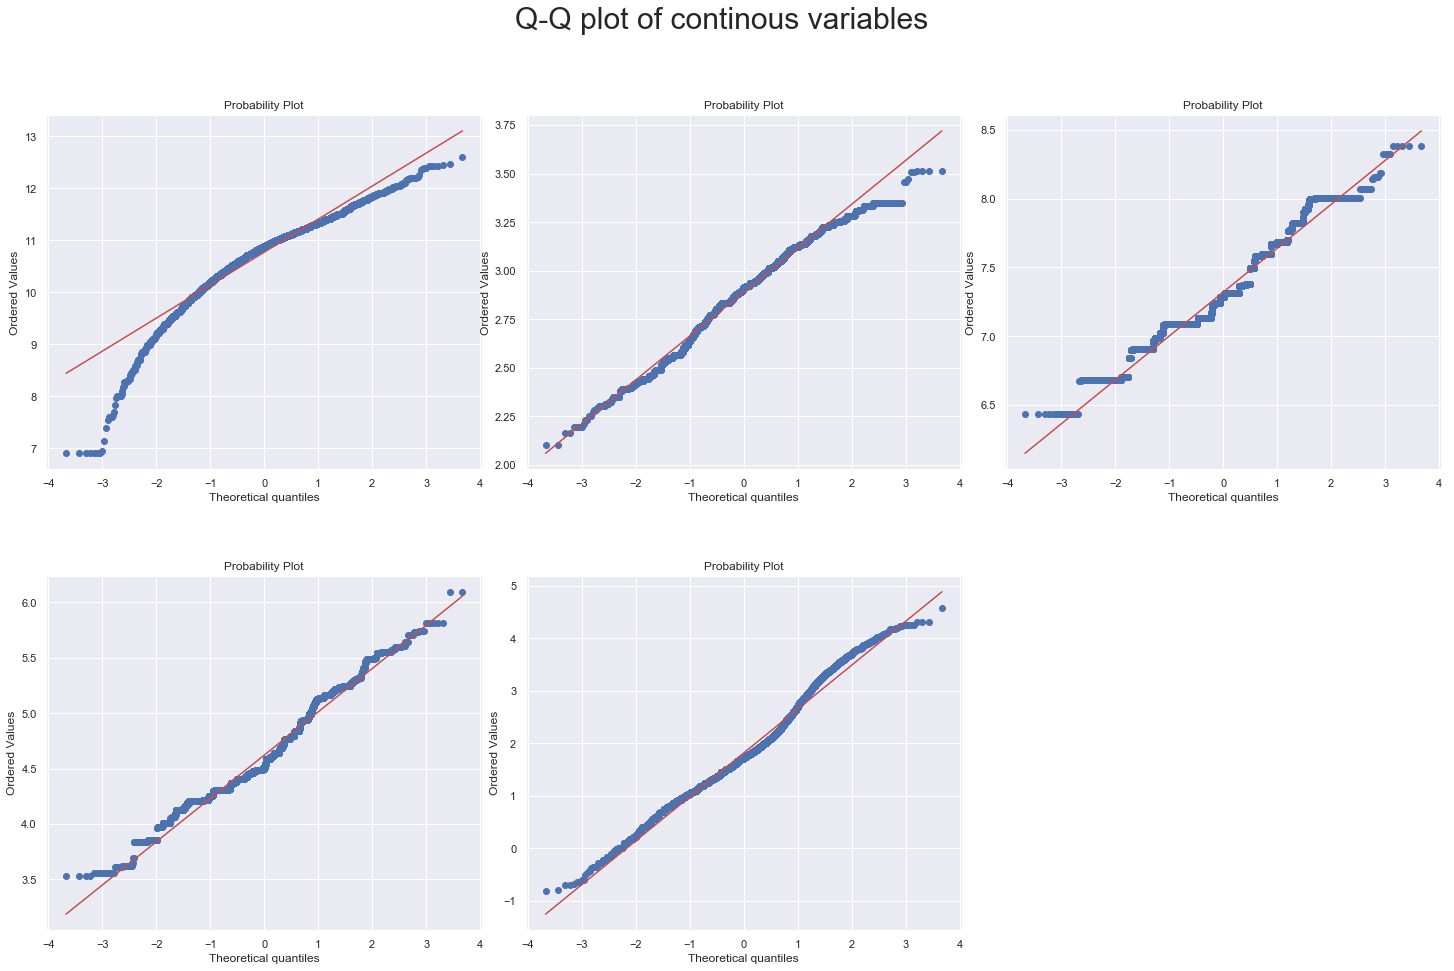 Q-Q plot of continous variables
Probability Plot
Ordered Values
13
12
11
10
9
8
7
−4 −3 −2 −1 0 1 2 3 4
Theoretical quantiles
Probability Plot
Ordered Values
3.75
3.50
3.25
3.00
2.75
2.50
2.25
2.00
−4 −3 −2 −1 0 1 2 3 4
Theoretical quantiles
Probability Plot
Ordered Values
8.5
8.0
7.5
7.0
6.5
−4 −3 −2 −1 0 1 2 3 4
Theoretical quantiles
Probability Plot
Ordered Values
6.0
5.5
5.0
4.5
4.0
3.5
−4 −3 −2 −1 0 1 2 3 4
Theoretical quantiles
Probability Plot
Ordered Values
5
4
3
2
1
0
−1
−4 −3 −2 −1 0 1 2 3 4
Theoretical quantiles